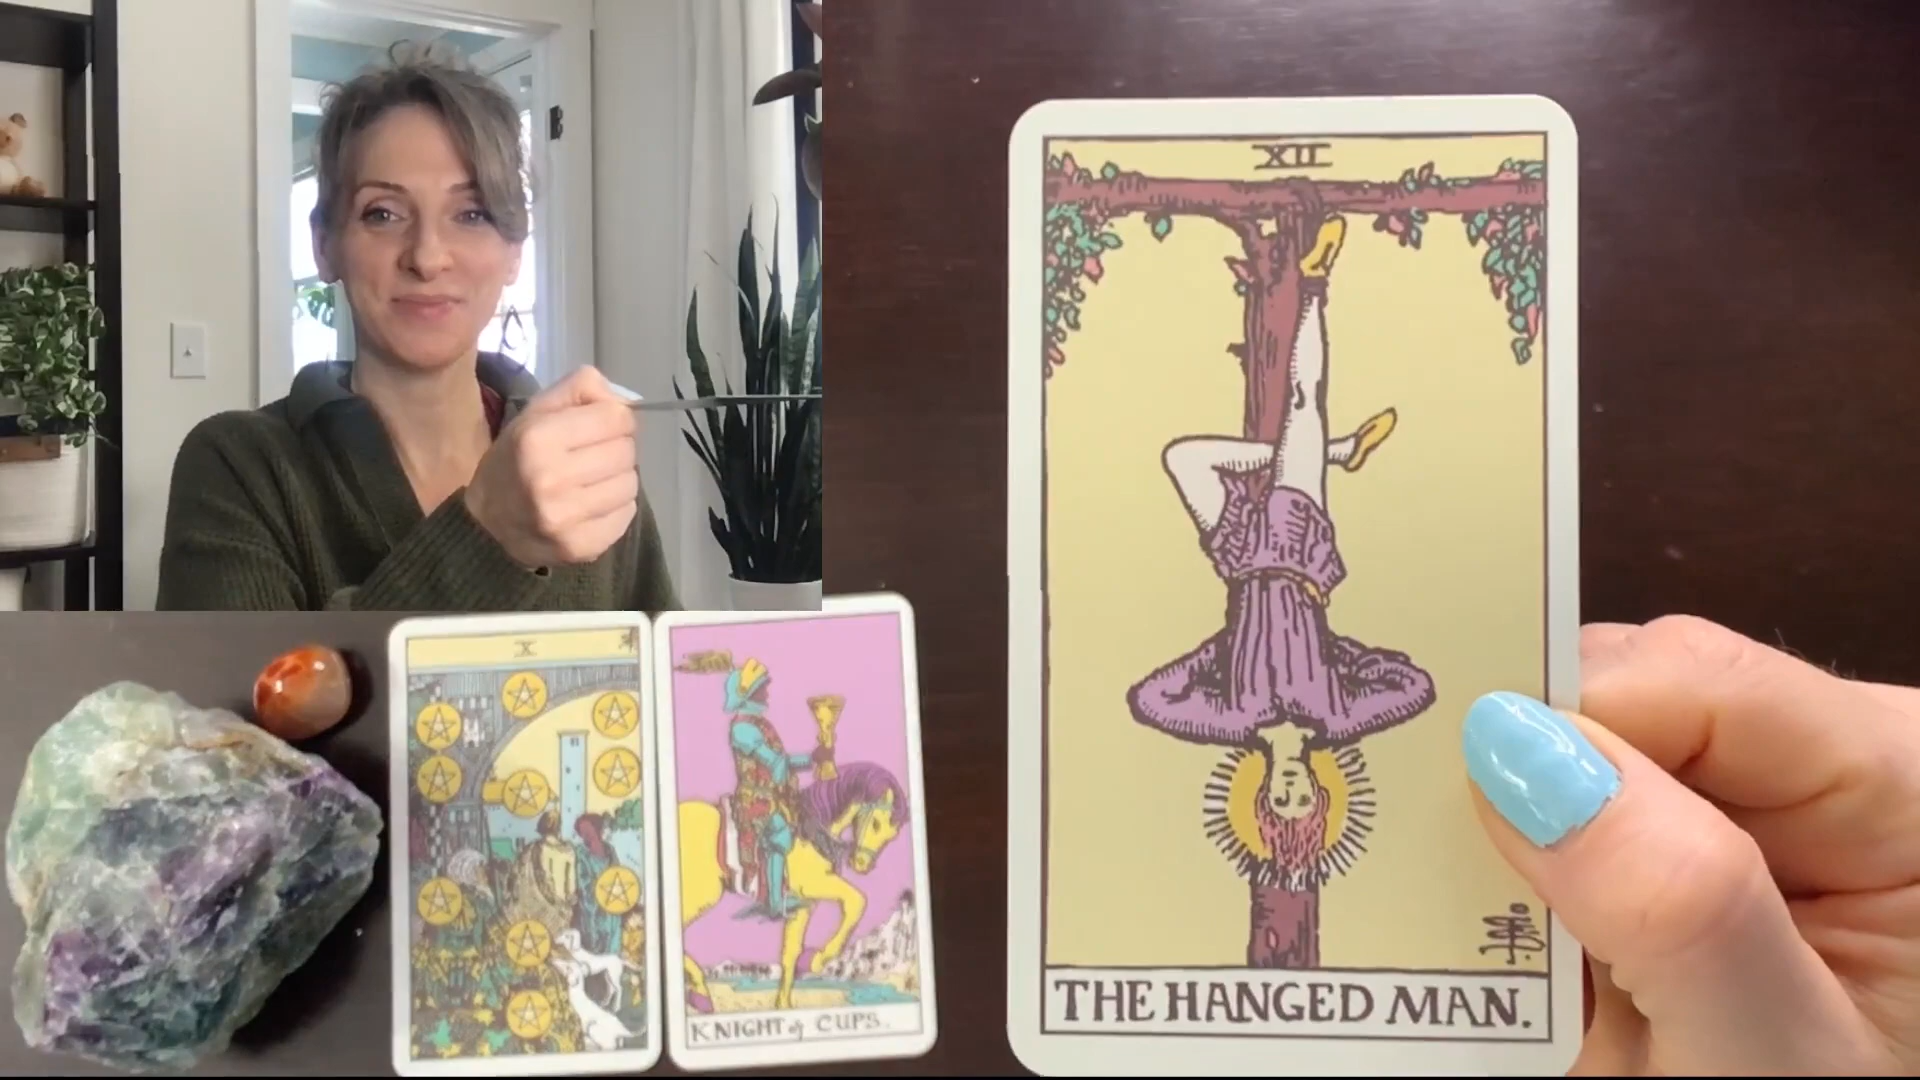 XII
THE HANGED MAN.
X
KNIGHT of CUPS.